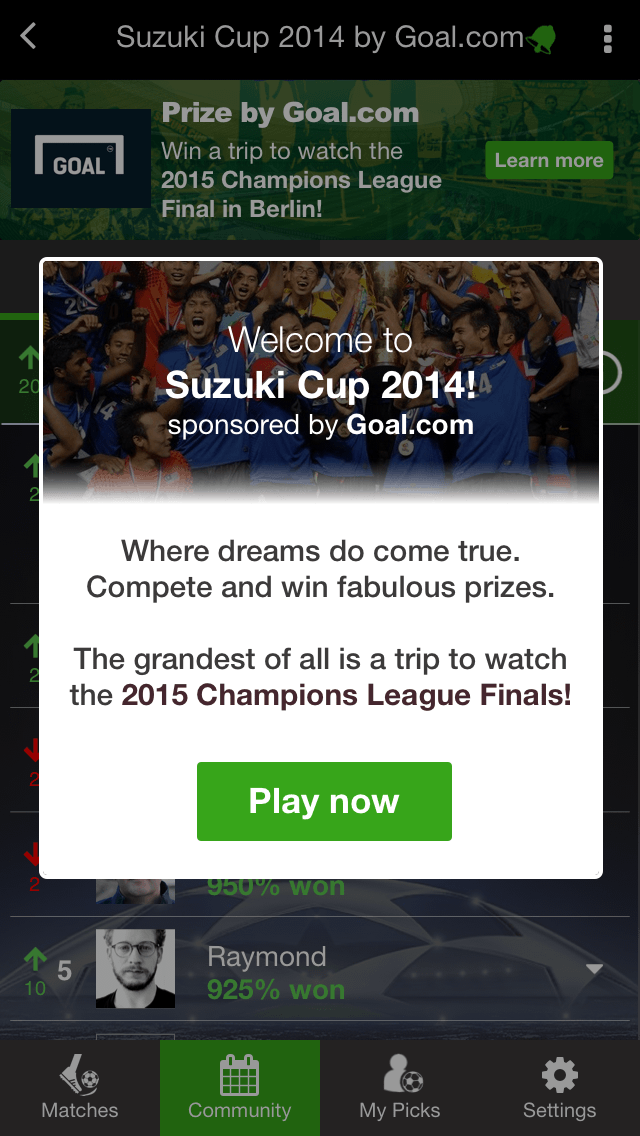 Suzuki Cup 2014 by Goal.com
Prize by Goal.com
GOAL
Win a trip to watch the
2015 Champions League
Final in Berlin!
Learn more
Welcome to
Suzuki Cup 2014!
sponsored by Goal.com
20
2
2
2
2
Where dreams do come true.
Compete and win fabulous prizes.
The grandest of all is a trip to watch
the 2015 Champions League Finals!
Play now
950% won
5
Raymond
10
925% won
Matches
Community
My Picks
Settings